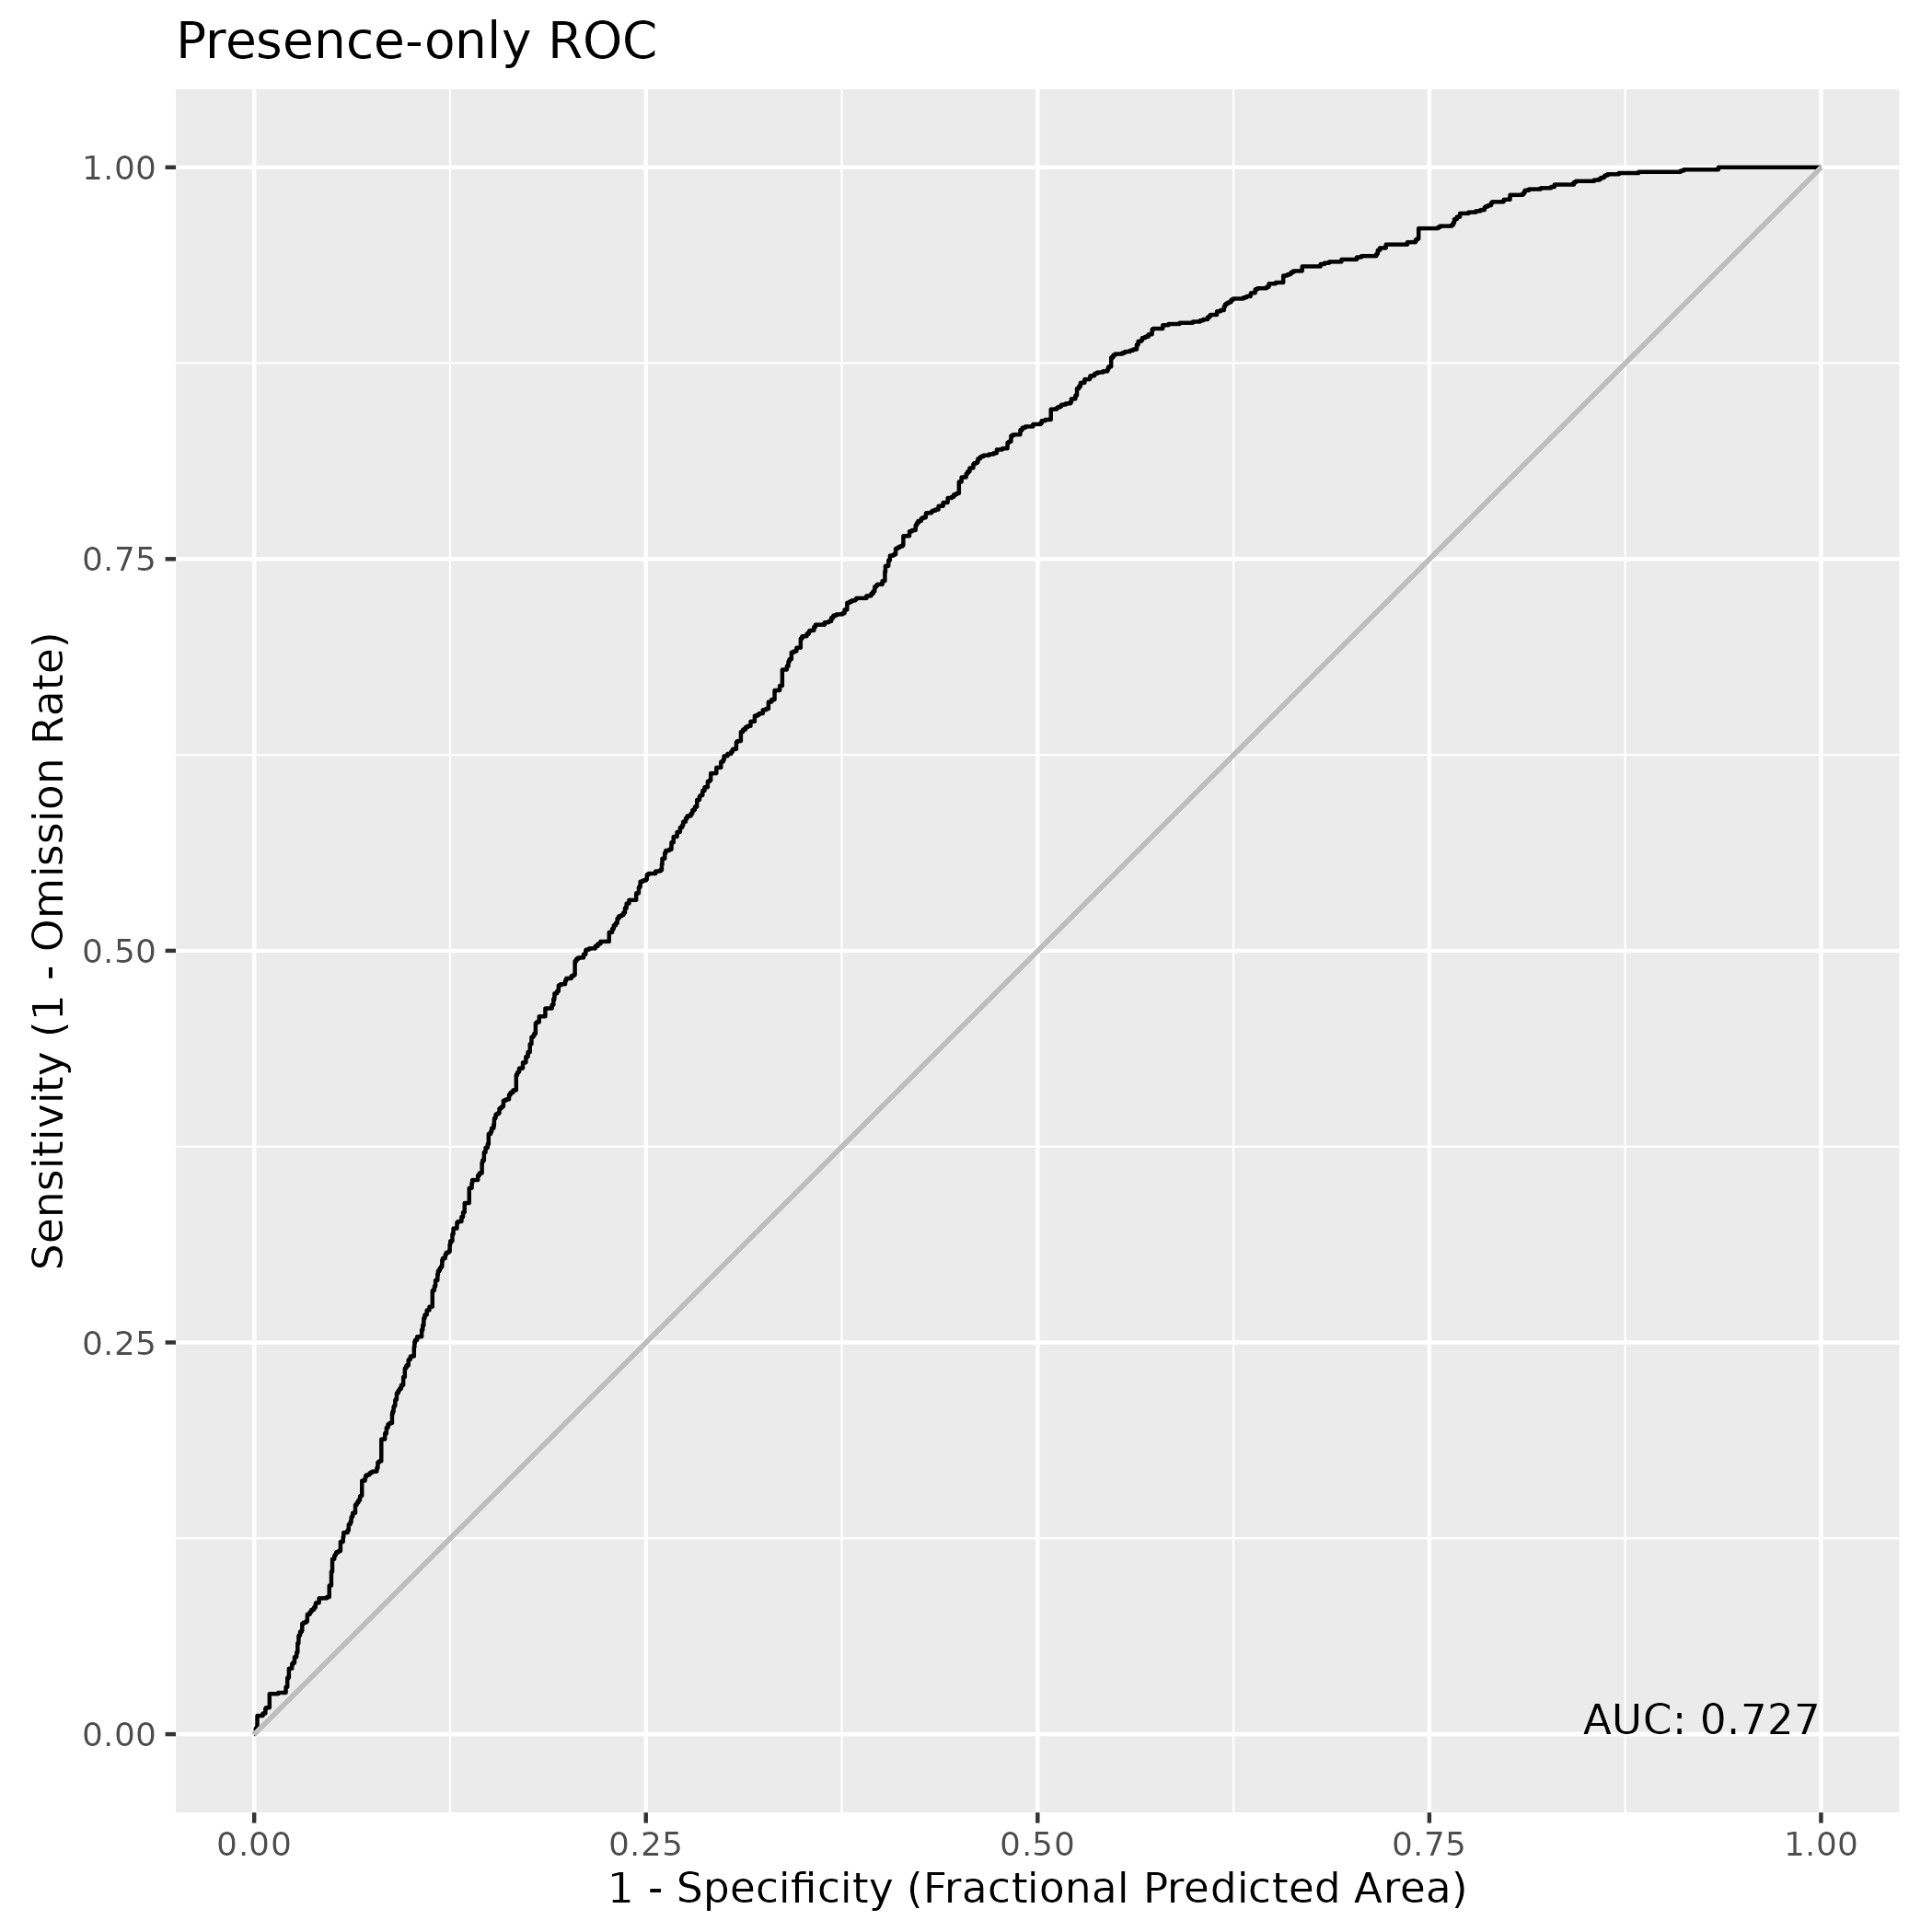 Presence-only ROC
Sensitivity (1 - Omission Rate)
1.00
0.75
0.50
0.25
0.00
AUC: 0.727
0.00
0.25
0.50
0.75
1.00
1 - Specificity (Fractional Predicted Area)